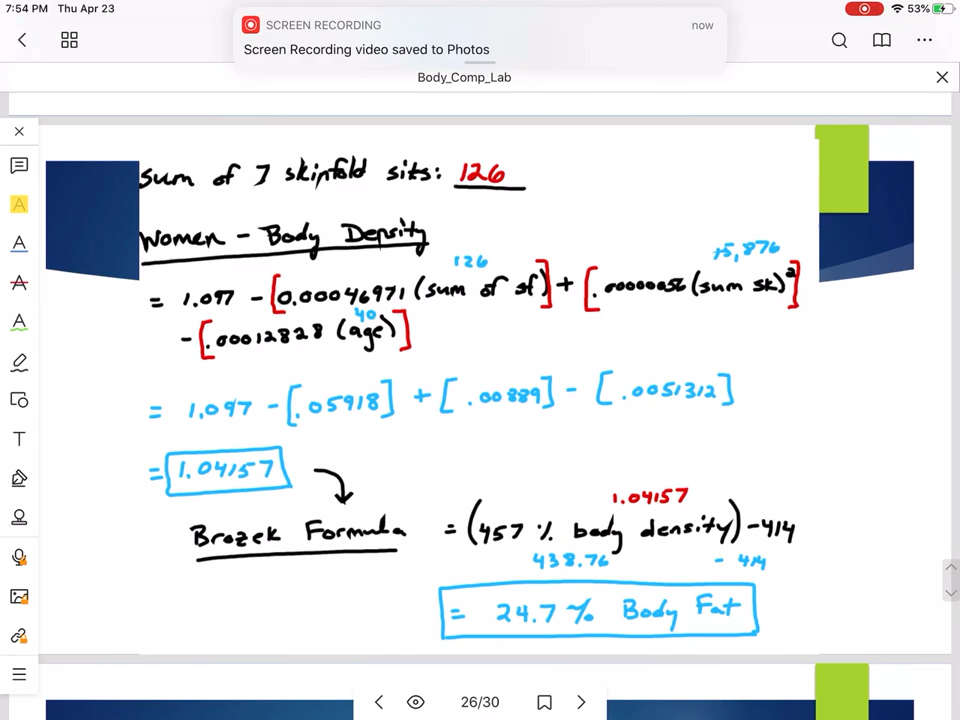 7:54 PM Thu Apr 23
53%
SCREEN RECORDING
now
Screen Recording video saved to Photos
Body_Comp_Lab
sum of 7 skinfold sits: 126
Women - Body Density
126
15,876
= 1.097 - [0.00046971 (sum of sf)] + [.00000056 (sum sk)²]
40
- [.00012828 (age)]
= 1.097 - [.05918] + [.00889] - [.0051312]
= 1.04157
1.04157
Brozek Formula = (457 % body density) - 414
438.76 - 414
= 24.7 % Body Fat
26/30